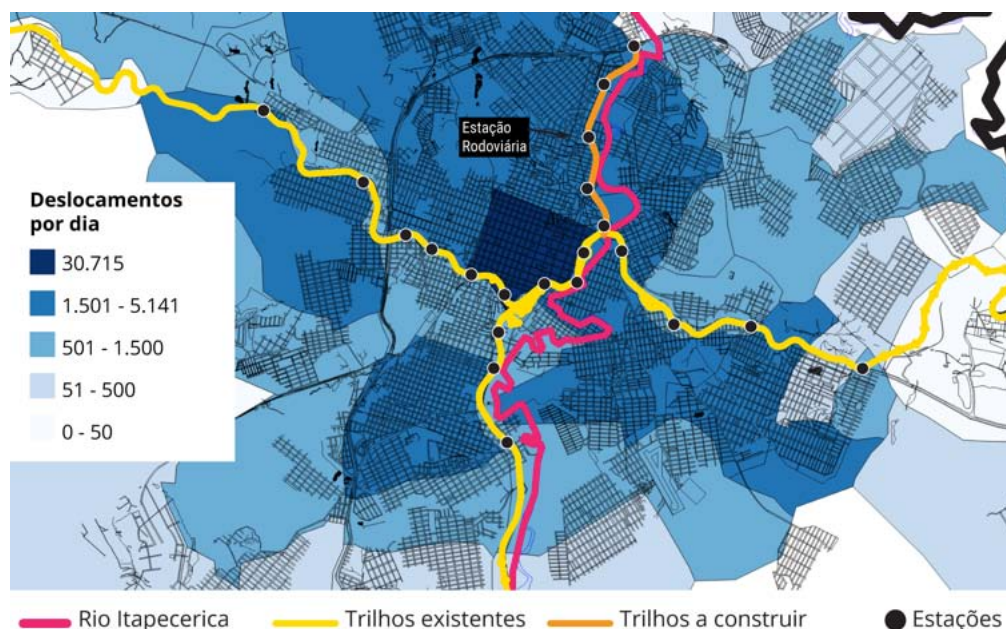 Estação
Rodoviária
Deslocamentos
por dia
30.715
1.501 - 5.141
501 - 1.500
51 - 500
0 - 50
Rio Itapecerica
Trilhos existentes
Trilhos a construir
Estações